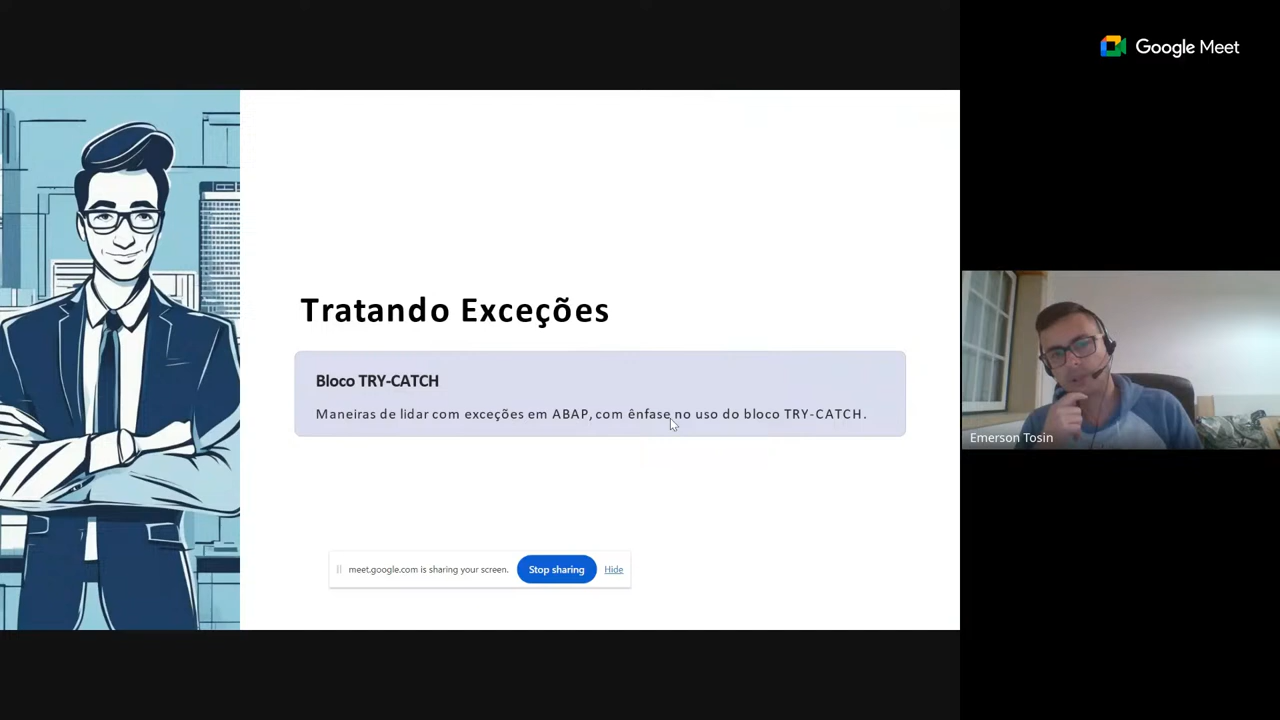 Google Meet
Tratando Exceções
Bloco TRY-CATCH
Maneiras de lidar com exceções em ABAP, com ênfase no uso do bloco TRY-CATCH.
Emerson Tosin
meet.google.com is sharing your screen. Stop sharing Hide